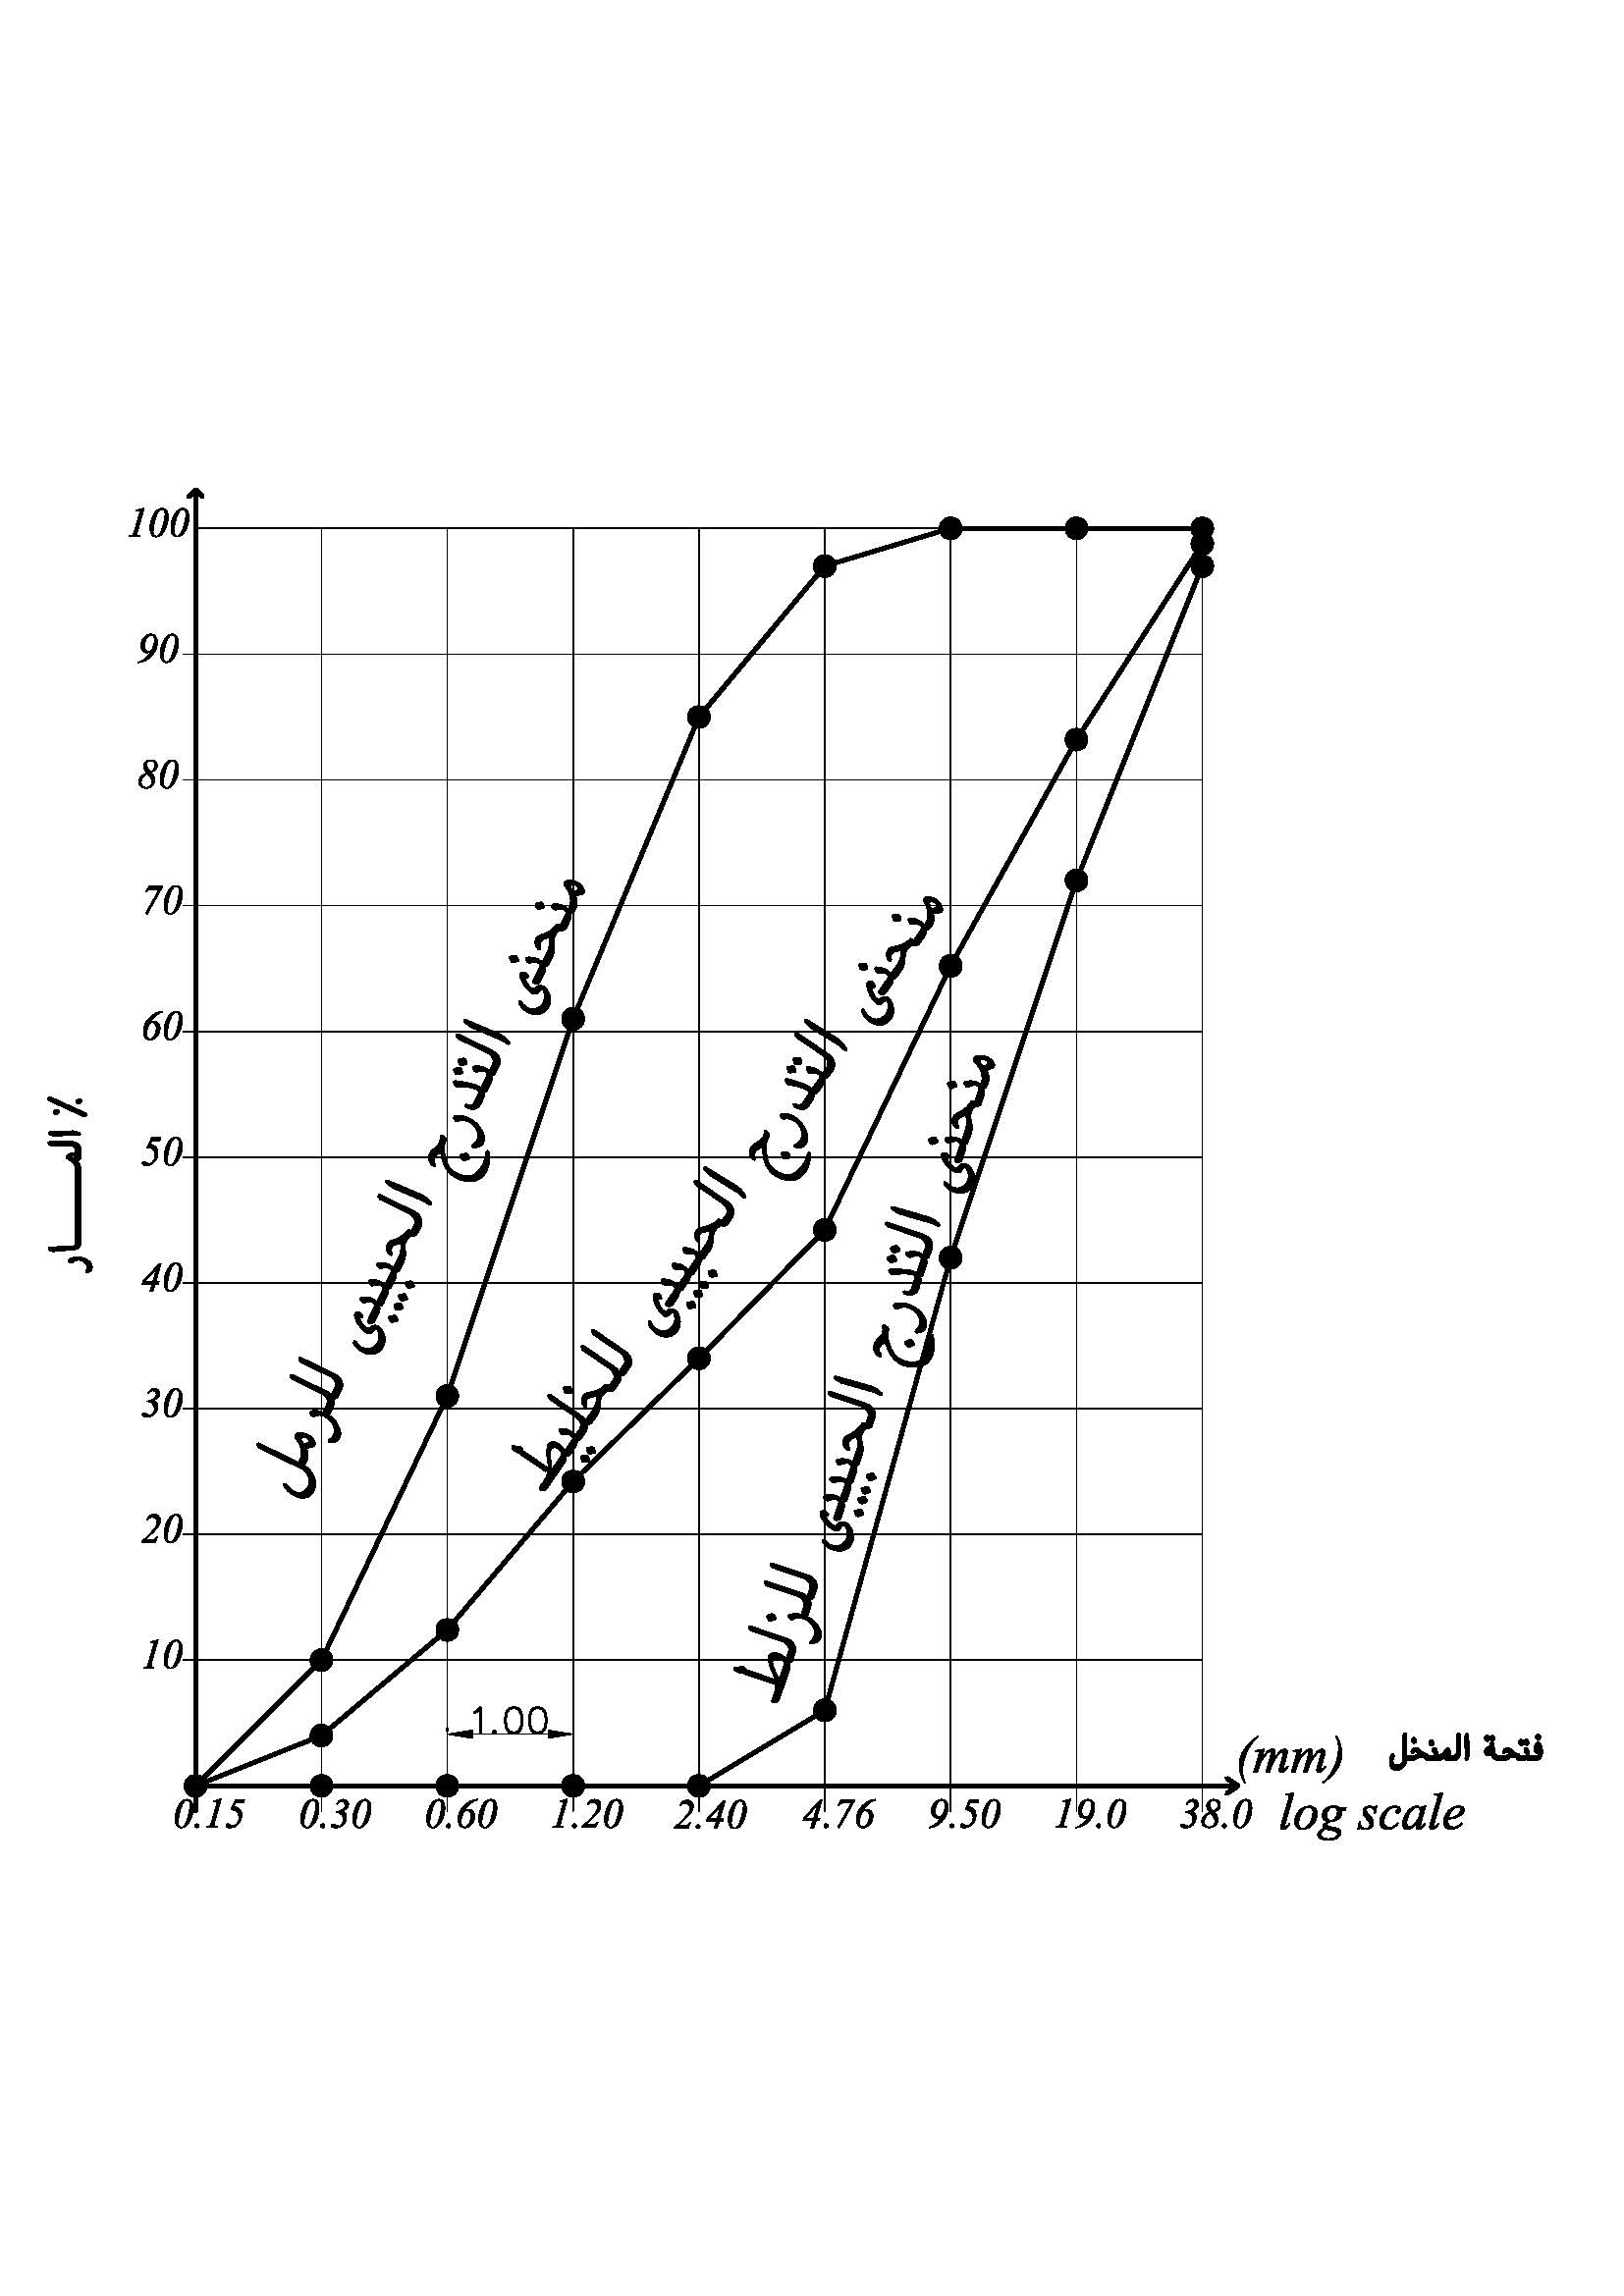 100
90
80
70
60
50
40
30
20
10
٪ المـــــار
منحنى التدرج الحبيبى للرمل
منحنى التدرج الحبيبى للخليط
منحنى التدرج الحبيبى للزلط
1.00
0.15 0.30 0.60 1.20 2.40 4.76 9.50 19.0 38.0
(mm) فتحة المنخل
log scale